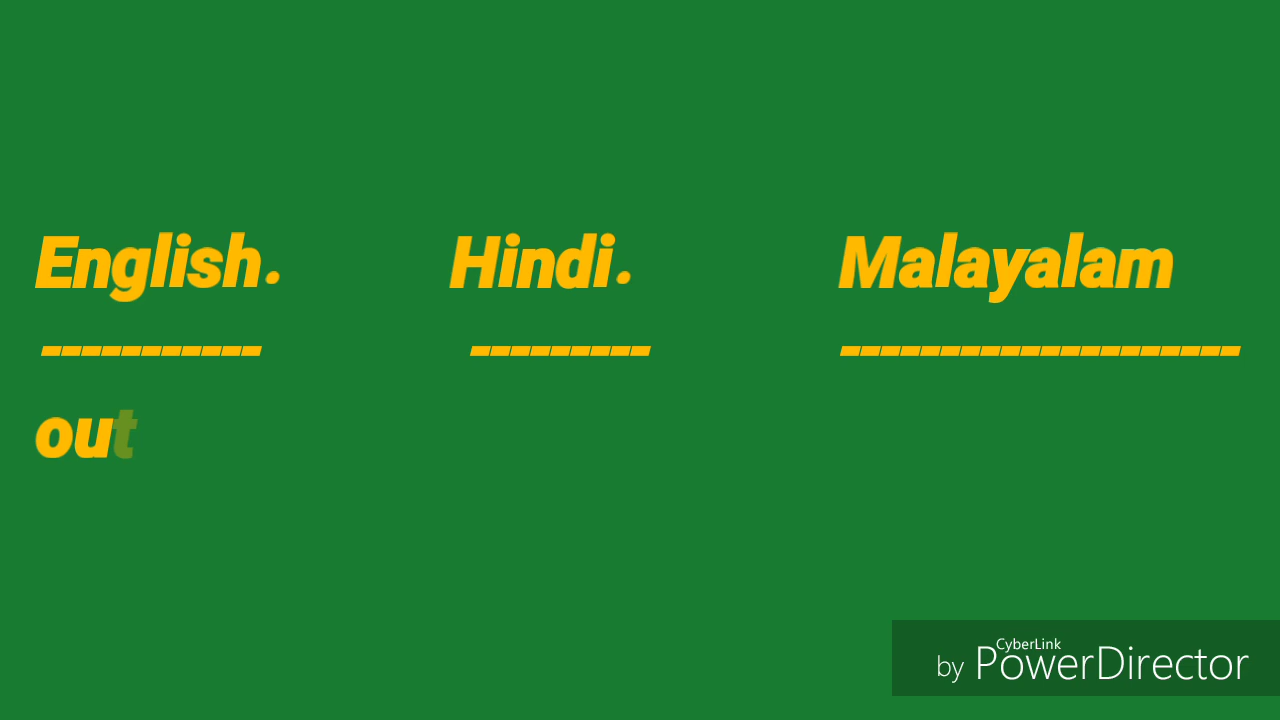 English. Hindi. Malayalam
----------- --------- --------------------
out
CyberLink
by PowerDirector